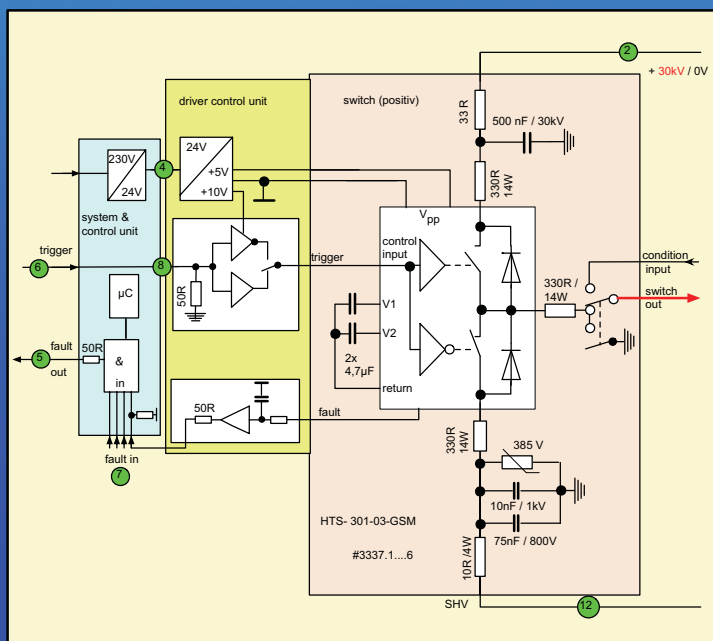 2
+ 30kV / 0V
driver control unit
switch (positiv)
33 R
500 nF / 30kV
230V
24V
4
24V
+5V
+10V
330R
14W
system &
control unit
Vpp
trigger
6
8
50R
trigger
control
input
condition
input
330R /
14W
switch
out
µC
V1
V2
2x
4,7µF
return
fault
out
5
50R
&
in
50R
fault
fault in
7
330R
14W
385 V
10nF / 1kV
75nF / 800V
HTS- 301-03-GSM
#3337.1....6
10R /4W
SHV
12